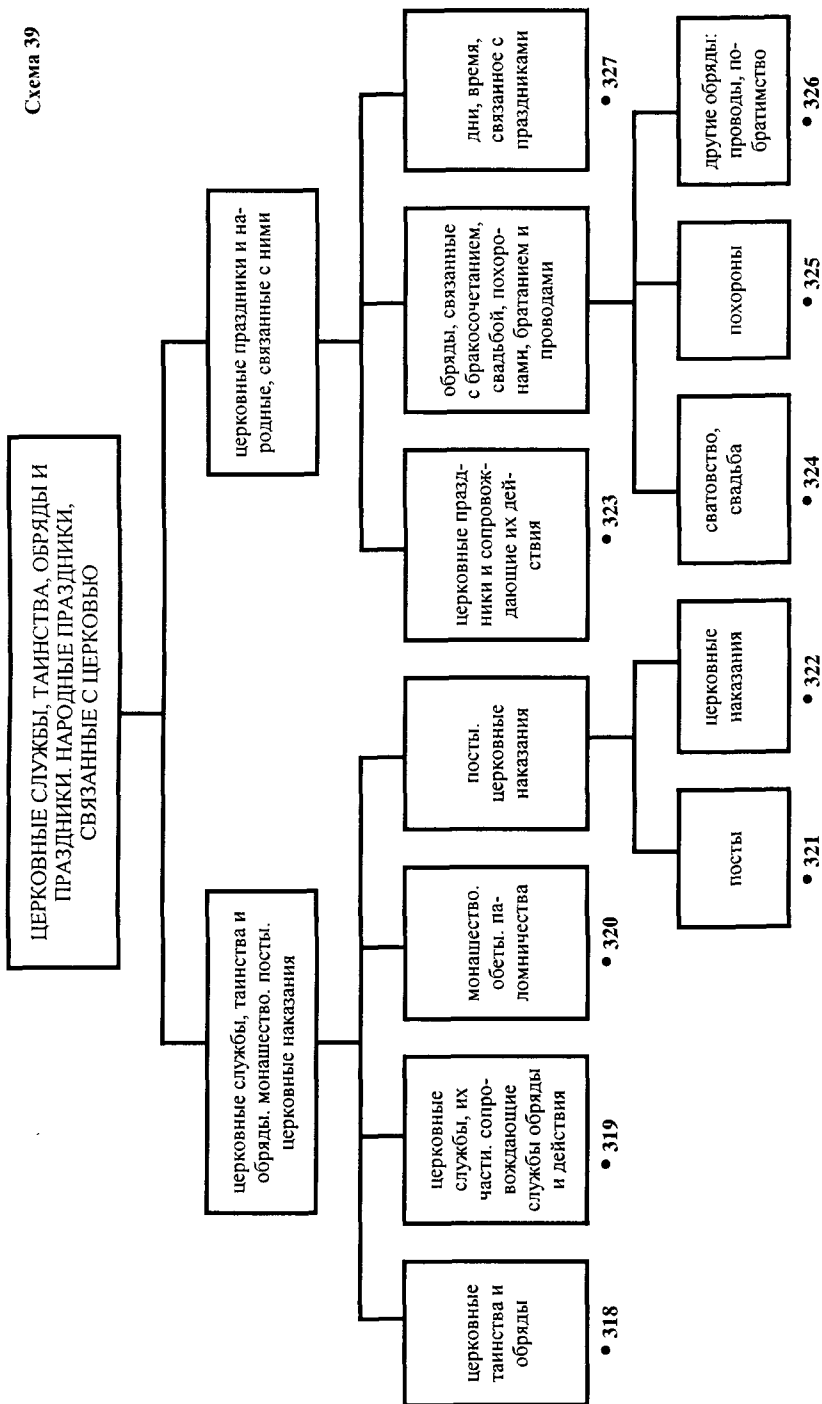 Схема 39
ЦЕРКОВНЫЕ СЛУЖБЫ, ТАИНСТВА, ОБРЯДЫ И
ПРАЗДНИКИ. НАРОДНЫЕ ПРАЗДНИКИ,
СВЯЗАННЫЕ С ЦЕРКОВЬЮ
церковные службы, таинства и
обряды. монашество. посты.
церковные наказания
церковные праздники и на-
родные, связанные с ними
церковные
таинства и
обряды
• 318
церковные
службы, их
части. сопро-
вождающие
службы обряды
и действия
• 319
монашество.
обеты. па-
ломничества
• 320
посты.
церковные
наказания
церковные празд-
ники и сопровож-
дающие их дей-
ствия
• 323
обряды, связанные
с бракосочетанием,
свадьбой, похоро-
нами, братанием и
проводами
дни, время,
связанное с
праздниками
• 327
посты
• 321
церковные
наказания
• 322
сватовство,
свадьба
• 324
похороны
• 325
другие обряды:
проводы, по-
братимство
• 326